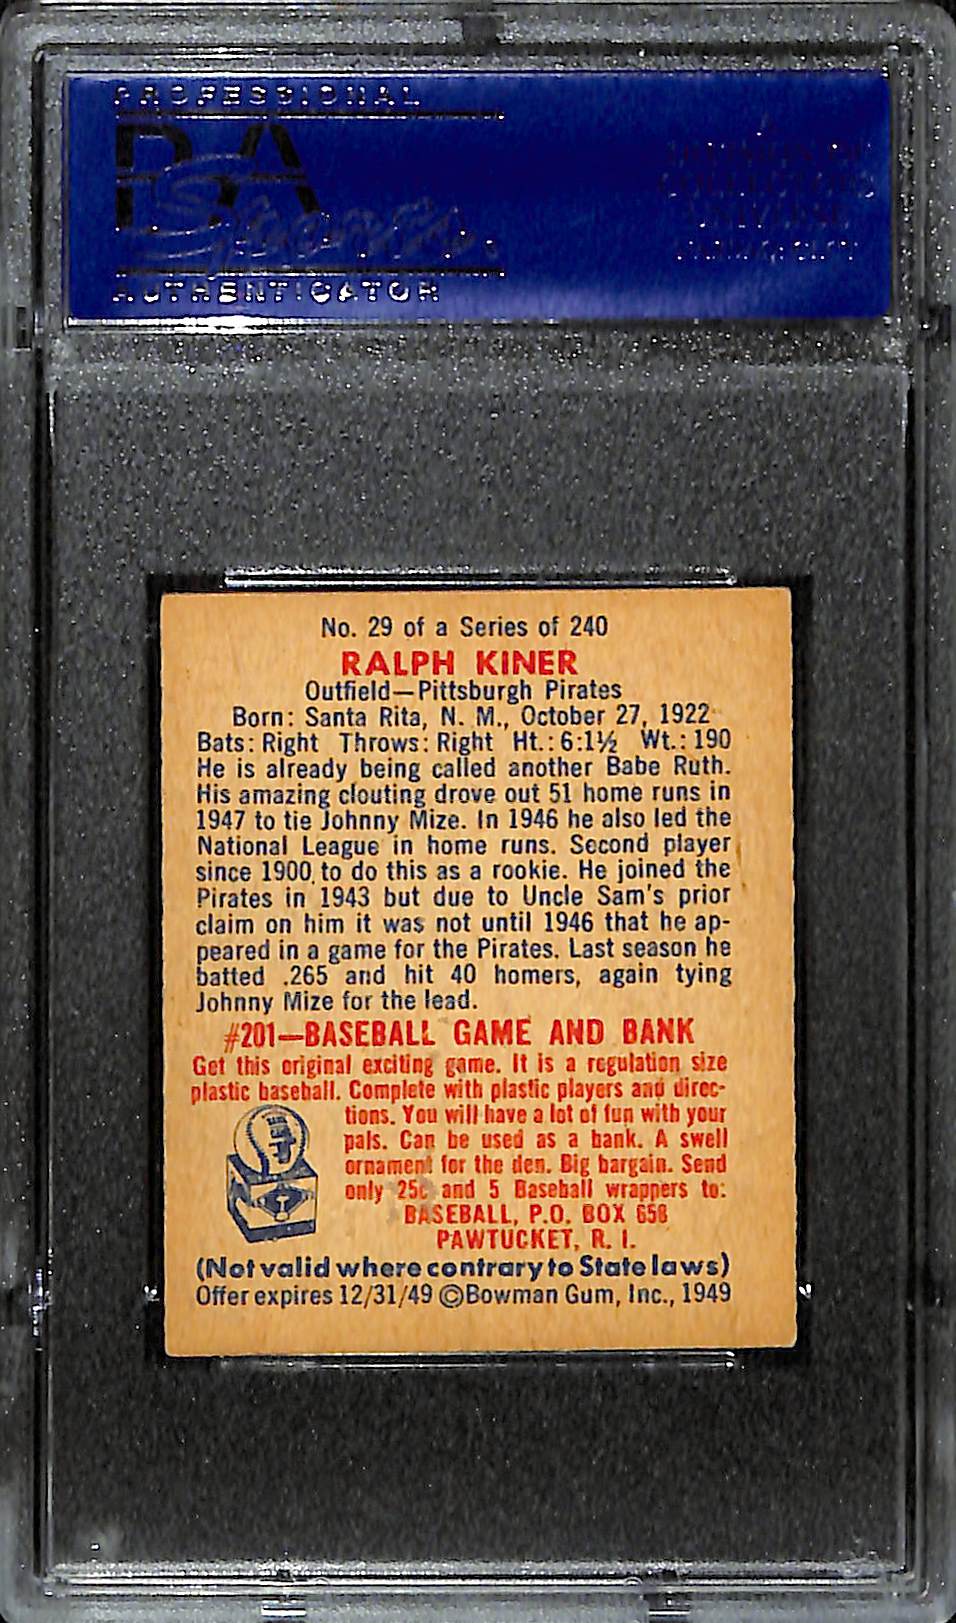 PROFESSIONAL
PSA
Sports
AUTHENTICATOR
DIVISION OF
COLLECTORS
UNIVERSE
No. 29 of a Series of 240
RALPH KINER
Outfield—Pittsburgh Pirates
Born: Santa Rita, N. M., October 27, 1922
Bats: Right Throws: Right Ht.: 6:1½ Wt.: 190
He is already being called another Babe Ruth.
His amazing clouting drove out 51 home runs in
1947 to tie Johnny Mize. In 1946 he also led the
National League in home runs. Second player
since 1900 to do this as a rookie. He joined the
Pirates in 1943 but due to Uncle Sam's prior
claim on him it was not until 1946 that he ap-
peared in a game for the Pirates. Last season he
batted .265 and hit 40 homers, again tying
Johnny Mize for the lead.
#201—BASEBALL GAME AND BANK
Get this original exciting game. It is a regulation size
plastic baseball. Complete with plastic players and direc-
tions. You will have a lot of fun with your
pals. Can be used as a bank. A swell
ornament for the den. Big bargain. Send
only 25c and 5 Baseball wrappers to:
BASEBALL, P.O. BOX 658
PAWTUCKET, R. I.
(Not valid where contrary to State laws)
Offer expires 12/31/49 ©Bowman Gum, Inc., 1949